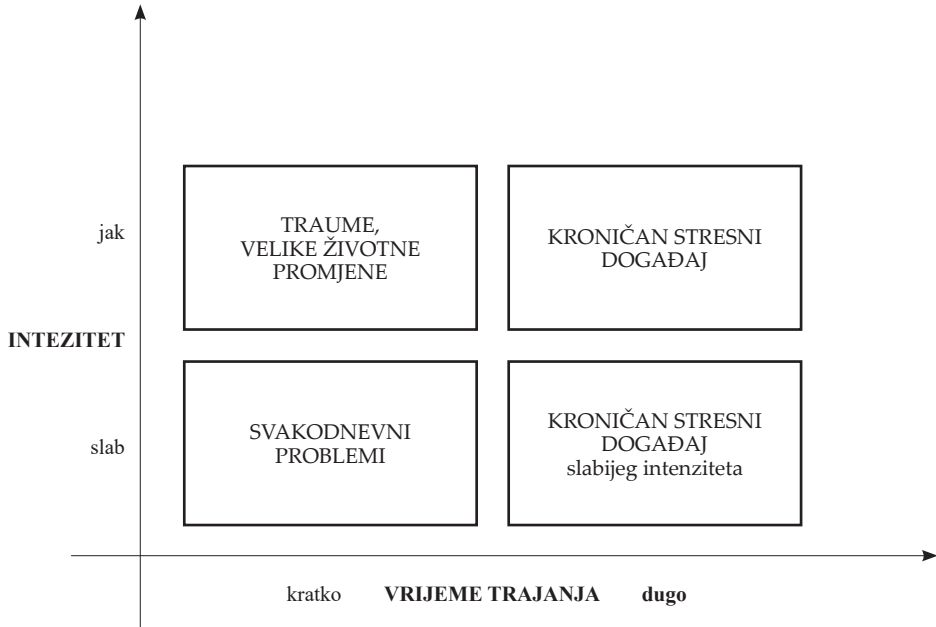 jak
TRAUME,
VELIKE ŽIVOTNE
PROMJENE
KRONIČAN STRESNI
DOGAĐAJ
INTEZITET
slab
SVAKODNEVNI
PROBLEMI
KRONIČAN STRESNI
DOGAĐAJ
slabijeg intenziteta
kratko VRIJEME TRAJANJA dugo